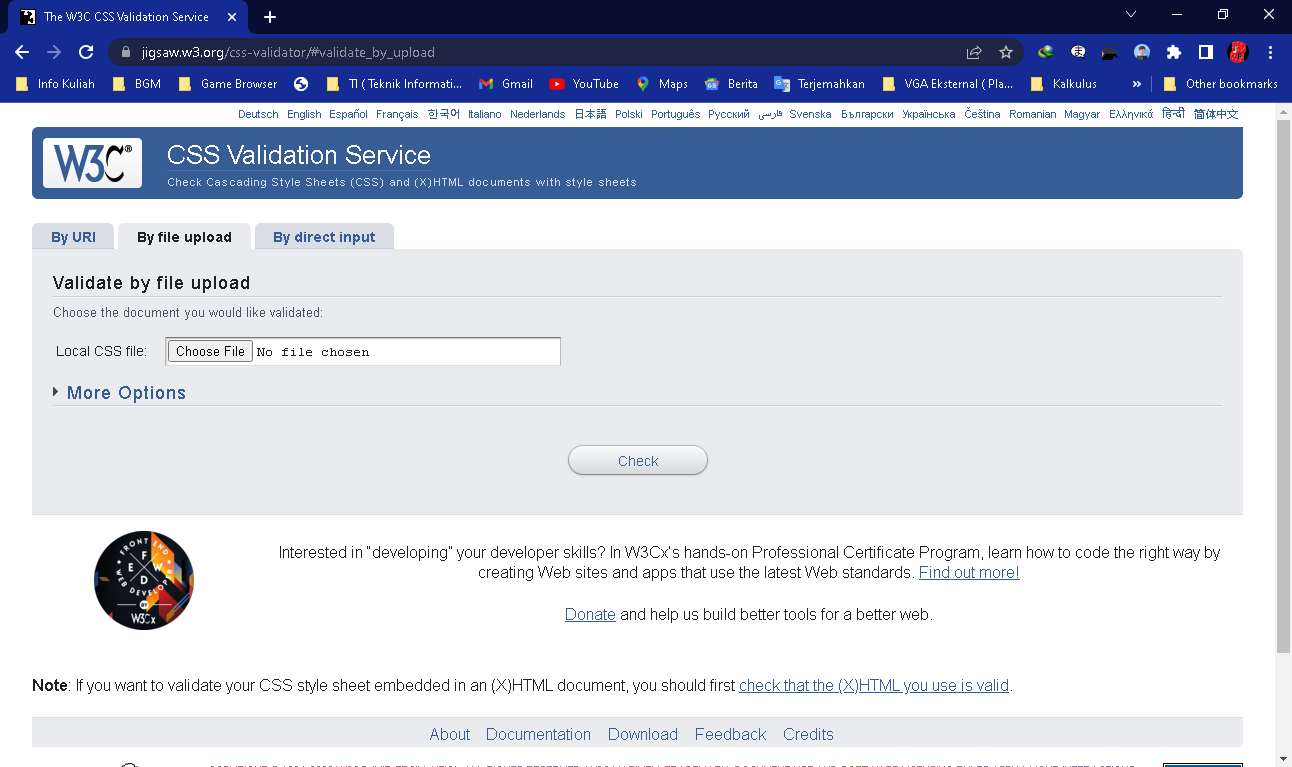 The W3C CSS Validation Service
jigsaw.w3.org/css-validator/#validate_by_upload
Info Kuliah BGM Game Browser TI ( Teknik Informati... Gmail YouTube Maps Berita Terjemahkan VGA Eksternal ( Pla... Kalkulus » Other bookmarks
Deutsch English Español Français 한국어 Italiano Nederlands 日本語 Polski Português Русский فارسی Svenska Български Українська Čeština Romanian Magyar Ελληνικά हिन्दी 简体中文
W3C®
CSS Validation Service
Check Cascading Style Sheets (CSS) and (X)HTML documents with style sheets
By URI By file upload By direct input
Validate by file upload
Choose the document you would like validated:
Local CSS file: Choose File No file chosen
More Options
Check
FRONT END
F E W D
WEB DEVELOPER
BY
W3Cx
Interested in "developing" your developer skills? In W3Cx's hands-on Professional Certificate Program, learn how to code the right way by
creating Web sites and apps that use the latest Web standards. Find out more!
Donate and help us build better tools for a better web.
Note: If you want to validate your CSS style sheet embedded in an (X)HTML document, you should first check that the (X)HTML you use is valid.
About Documentation Download Feedback Credits